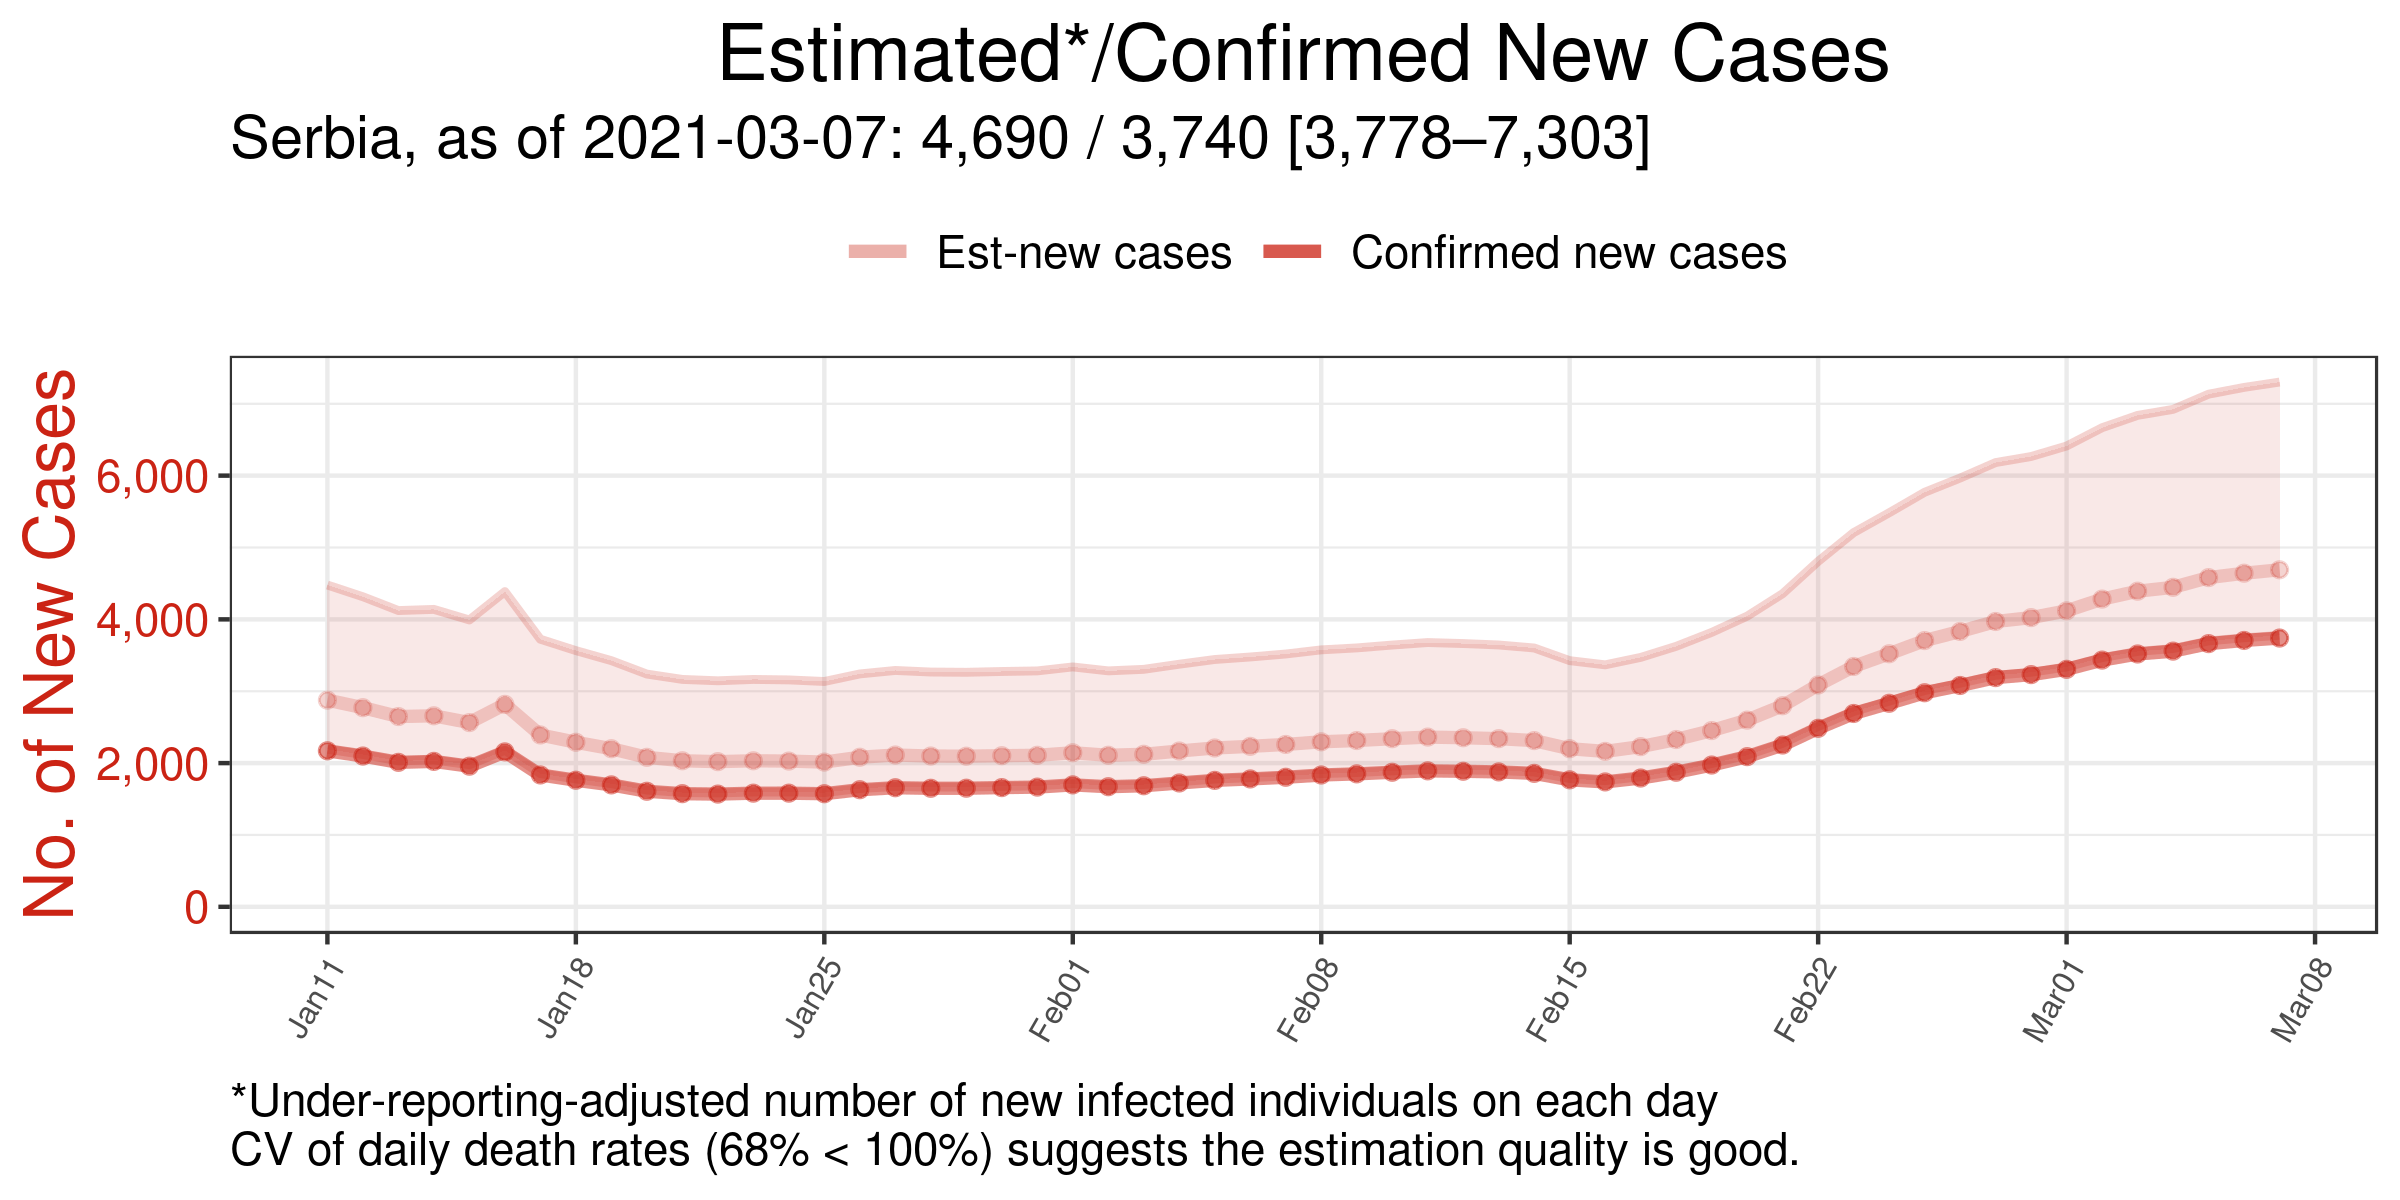 Estimated*/Confirmed New Cases
Serbia, as of 2021-03-07: 4,690 / 3,740 [3,778–7,303]
Est-new cases Confirmed new cases
No. of New Cases
6,000
4,000
2,000
0
Jan11 Jan18 Jan25 Feb01 Feb08 Feb15 Feb22 Mar01 Mar08
*Under-reporting-adjusted number of new infected individuals on each day
CV of daily death rates (68% < 100%) suggests the estimation quality is good.